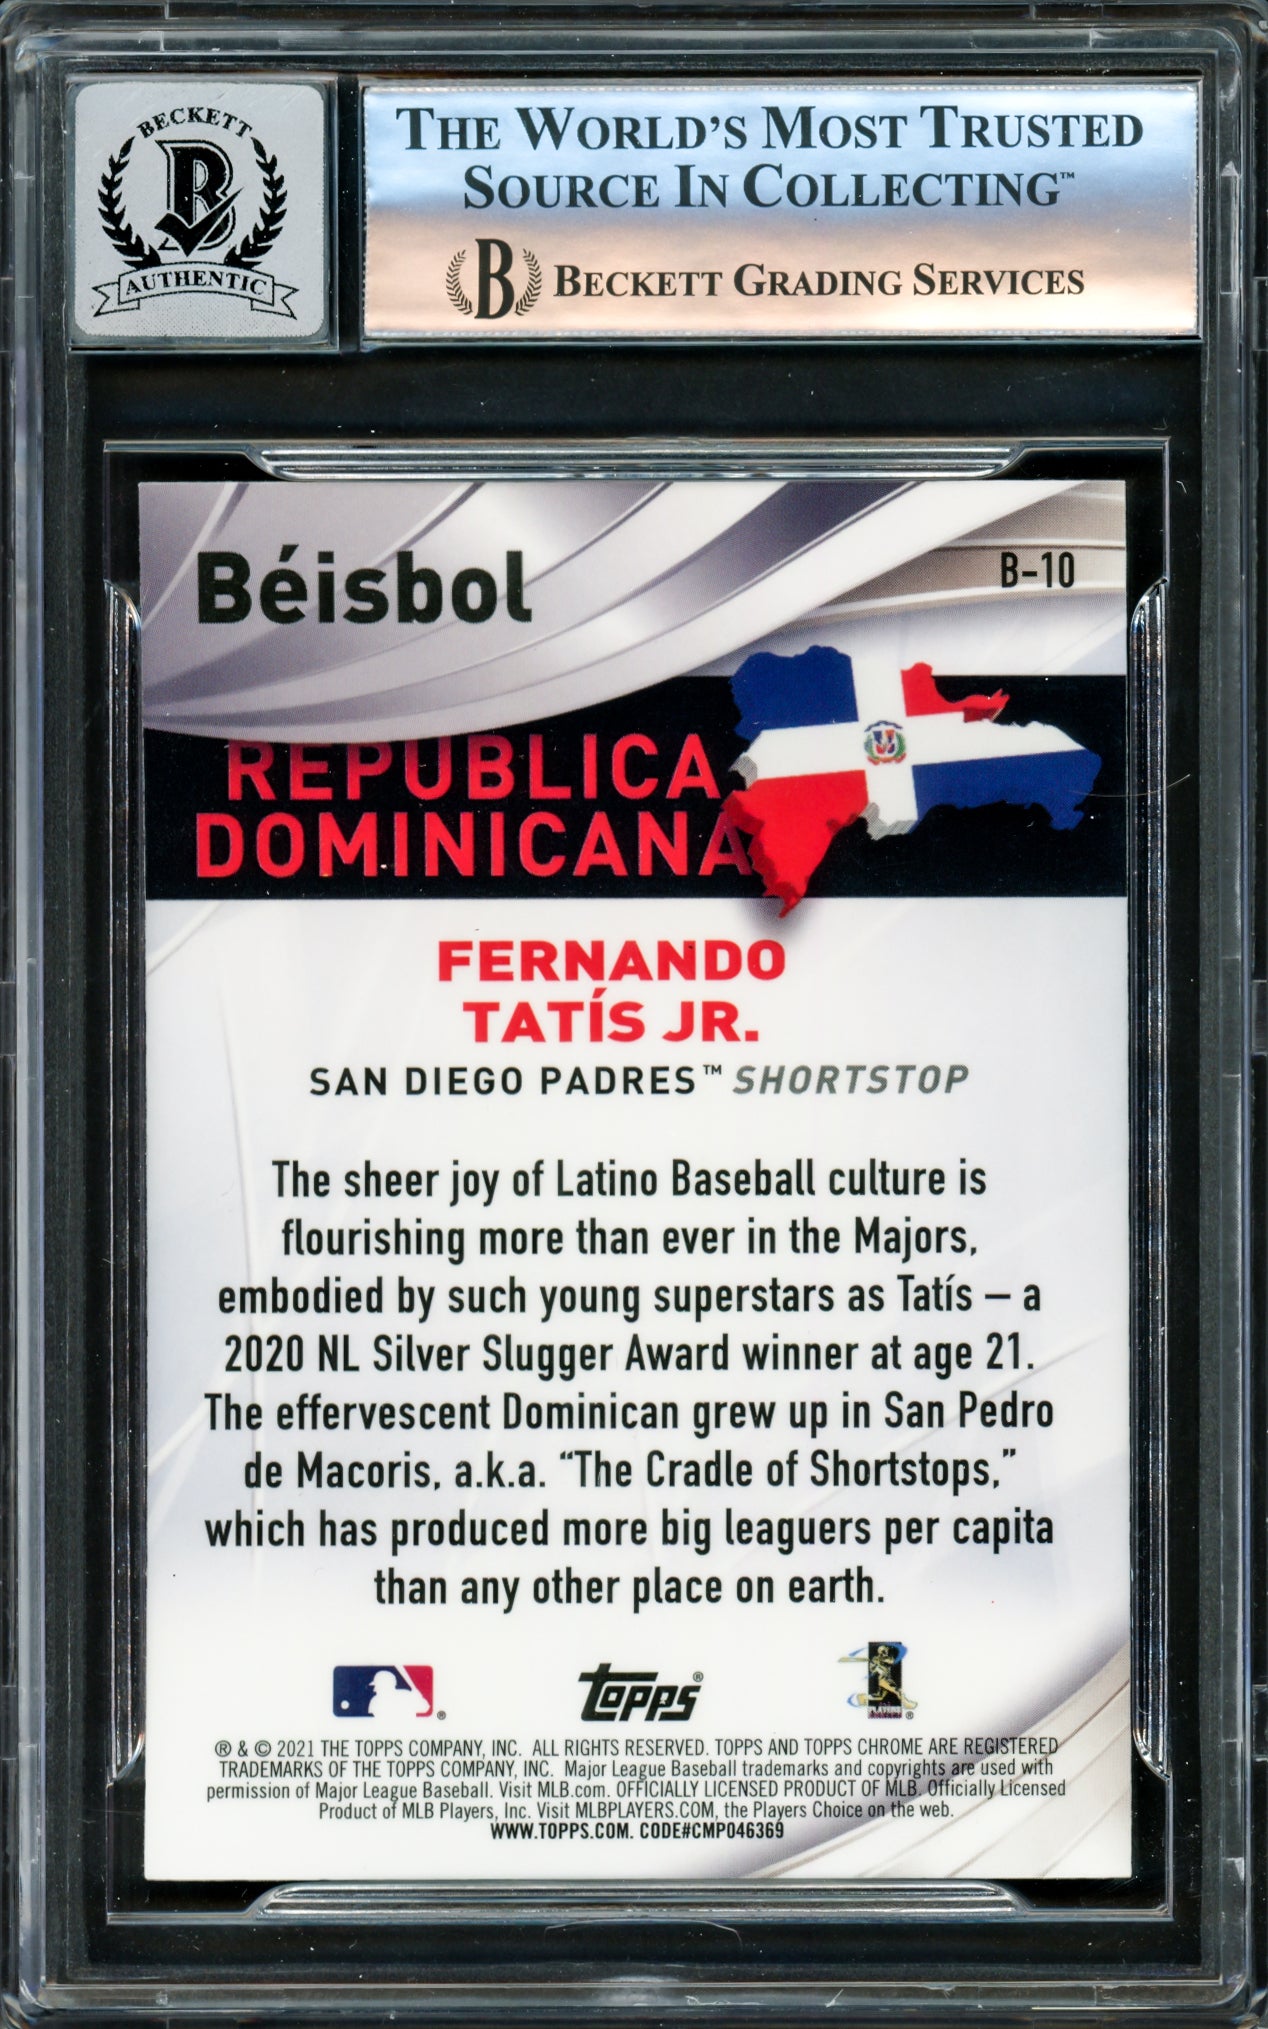 BECKETT
AUTHENTIC
THE WORLD'S MOST TRUSTED
SOURCE IN COLLECTING™
B BECKETT GRADING SERVICES
Béisbol
B-10
REPÚBLICA
DOMINICANA
FERNANDO
TATÍS JR.
SAN DIEGO PADRES™ SHORTSTOP
The sheer joy of Latino Baseball culture is
flourishing more than ever in the Majors,
embodied by such young superstars as Tatís – a
2020 NL Silver Slugger Award winner at age 21.
The effervescent Dominican grew up in San Pedro
de Macoris, a.k.a. “The Cradle of Shortstops,”
which has produced more big leaguers per capita
than any other place on earth.
topps®
® & © 2021 THE TOPPS COMPANY, INC. ALL RIGHTS RESERVED. TOPPS AND TOPPS CHROME ARE REGISTERED
TRADEMARKS OF THE TOPPS COMPANY, INC. Major League Baseball trademarks and copyrights are used with
permission of Major League Baseball. Visit MLB.com. OFFICIALLY LICENSED PRODUCT OF MLB. Officially Licensed
Product of MLB Players, Inc. Visit MLBPLAYERS.COM, the Players Choice on the web.
WWW.TOPPS.COM. CODE#CMP046369